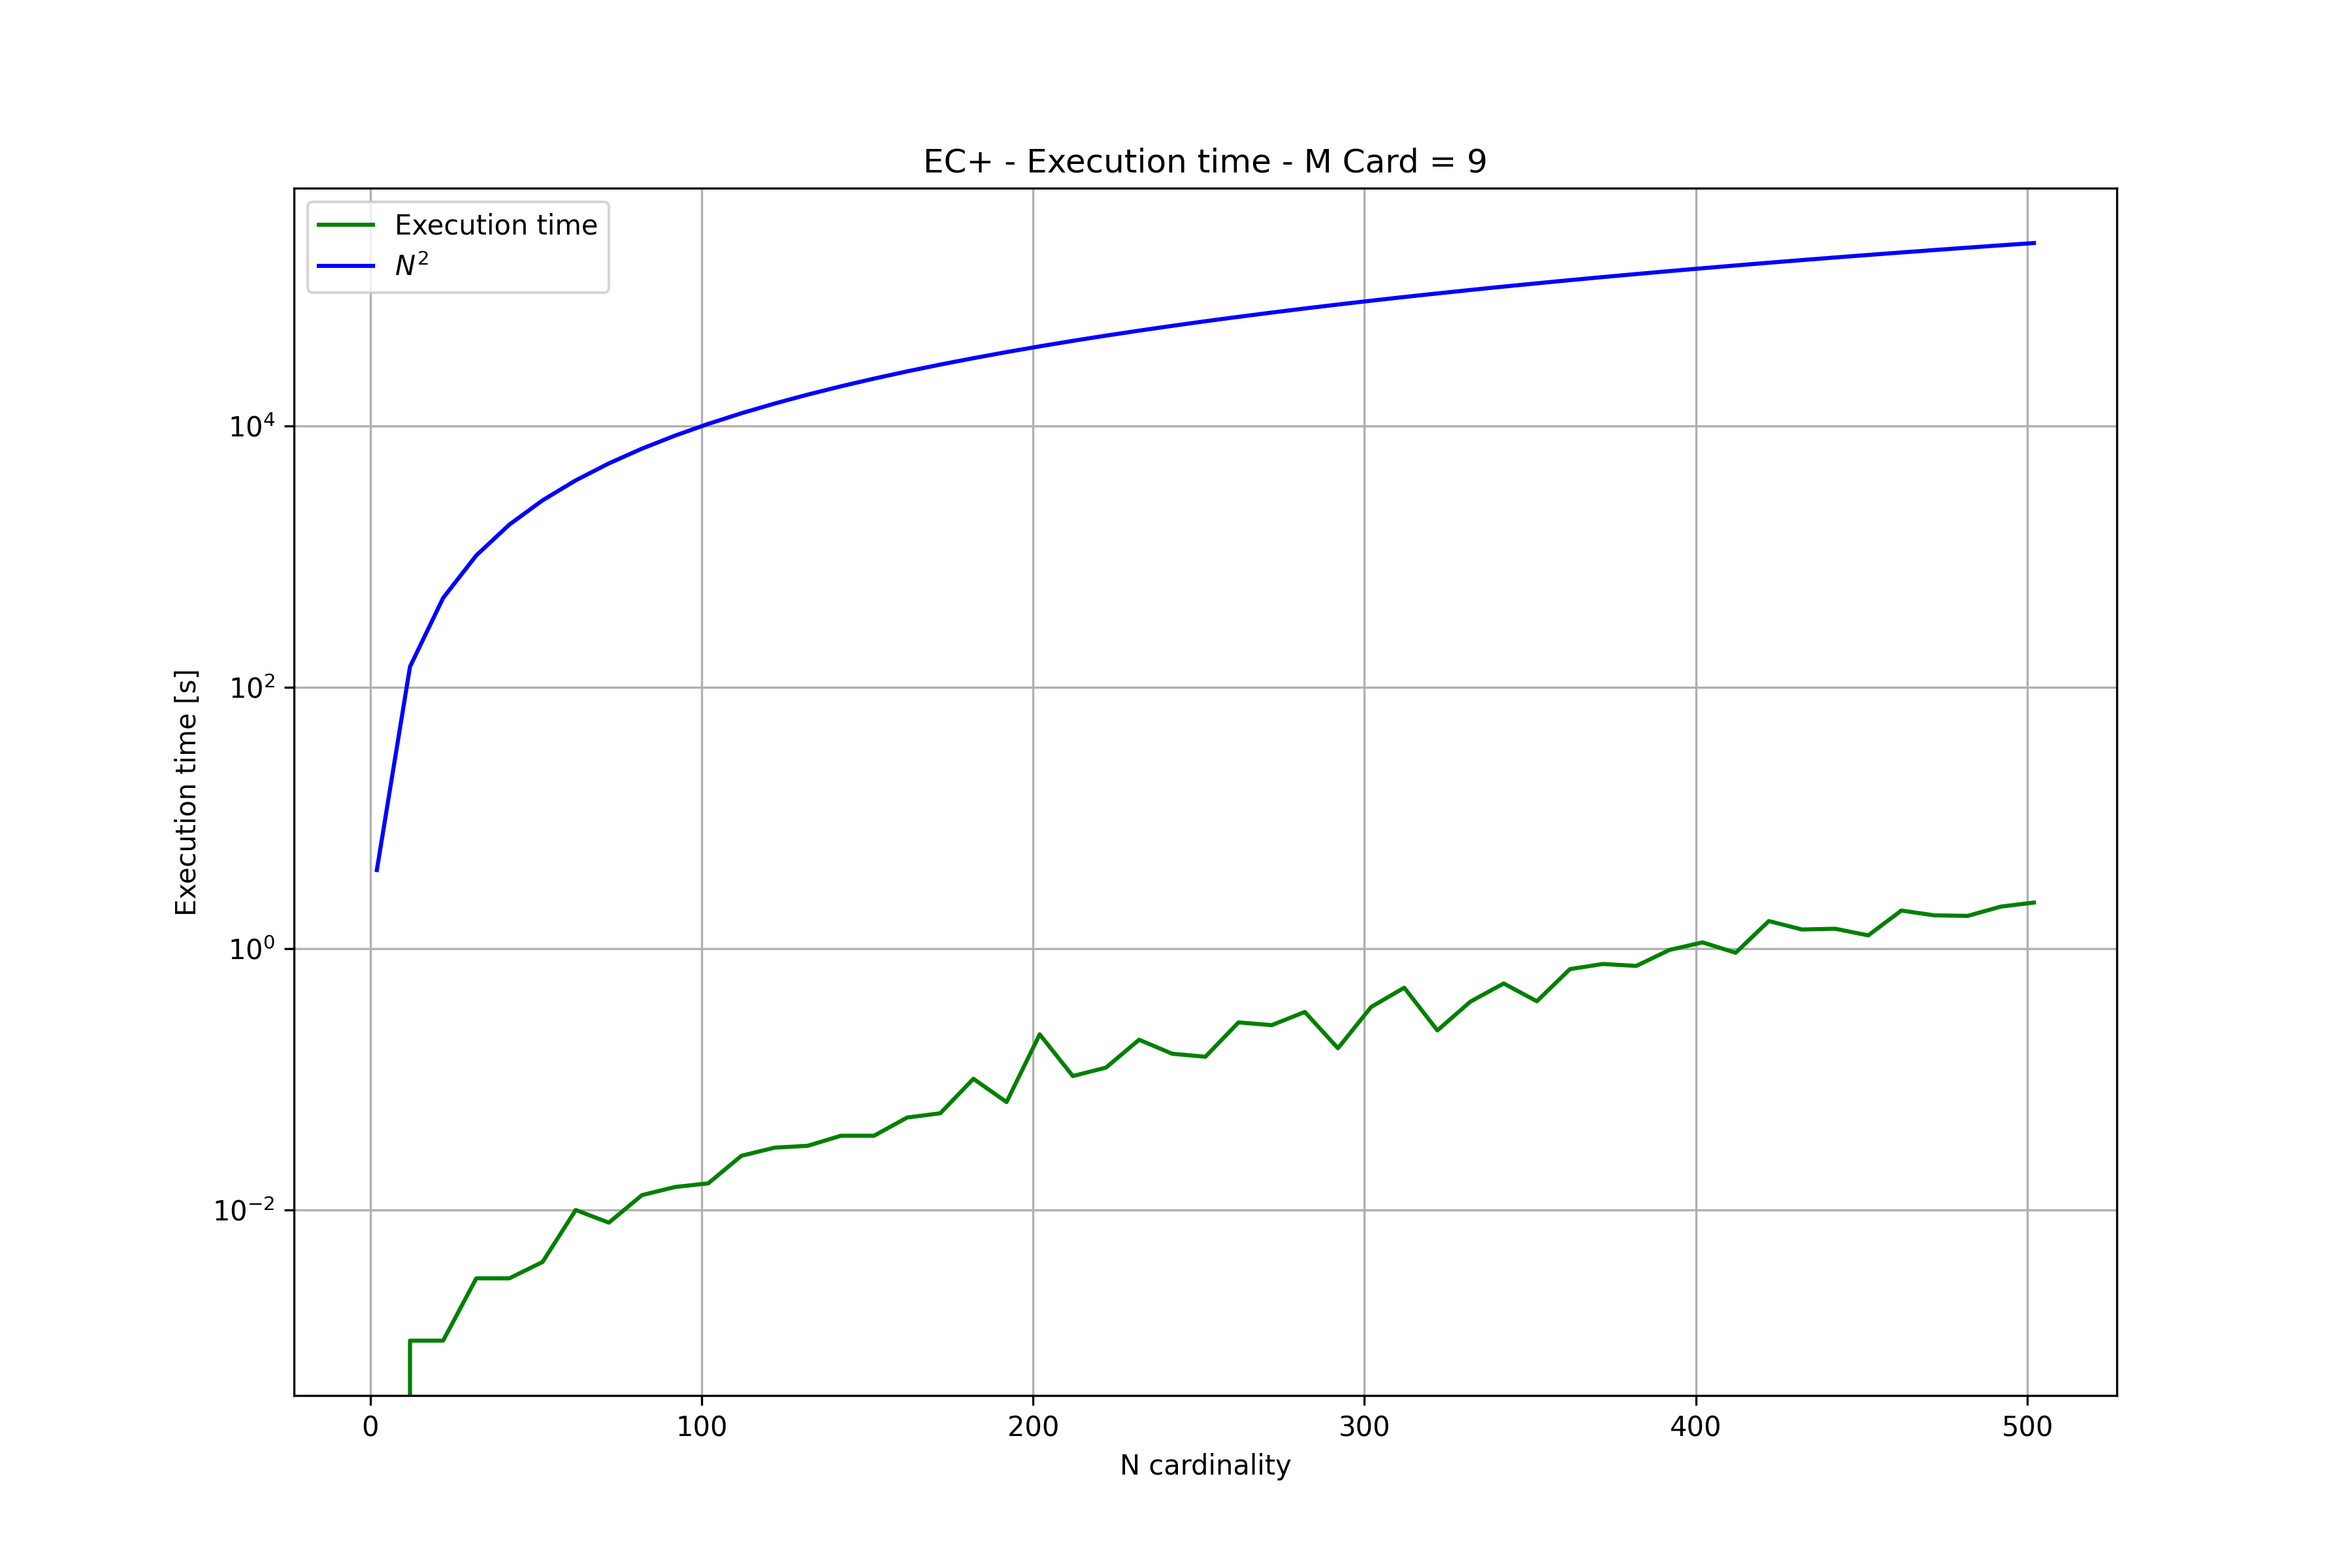 EC+ - Execution time - M Card = 9
Execution time
N²
10⁴
10²
10⁰
10⁻²
Execution time [s]
0 100 200 300 400 500
N cardinality